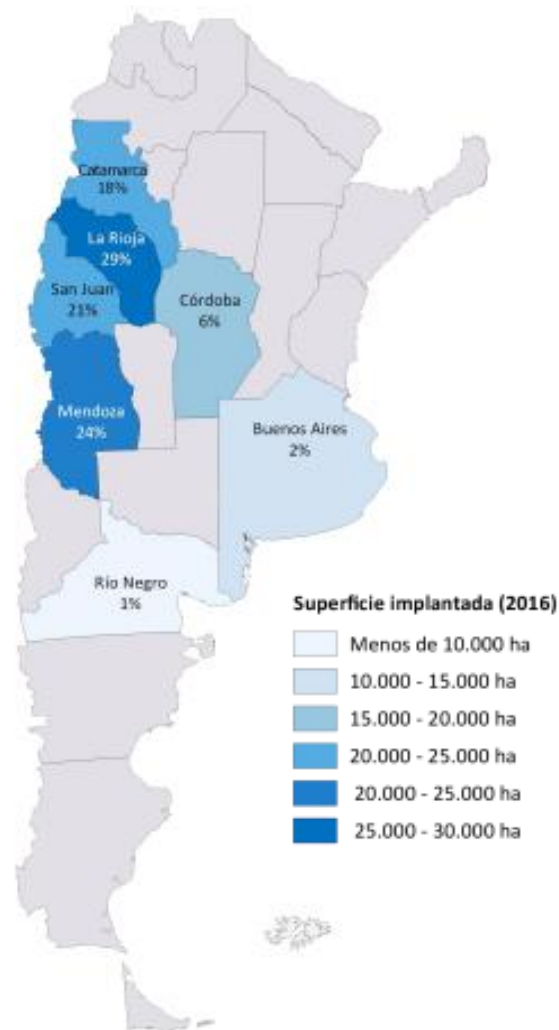 Catamarca
18%
La Rioja
29%
San Juan
21%
Córdoba
6%
Mendoza
24%
Buenos Aires
2%
Río Negro
1%
Superficie implantada (2016)
Menos de 10.000 ha
10.000 - 15.000 ha
15.000 - 20.000 ha
20.000 - 25.000 ha
20.000 - 25.000 ha
25.000 - 30.000 ha